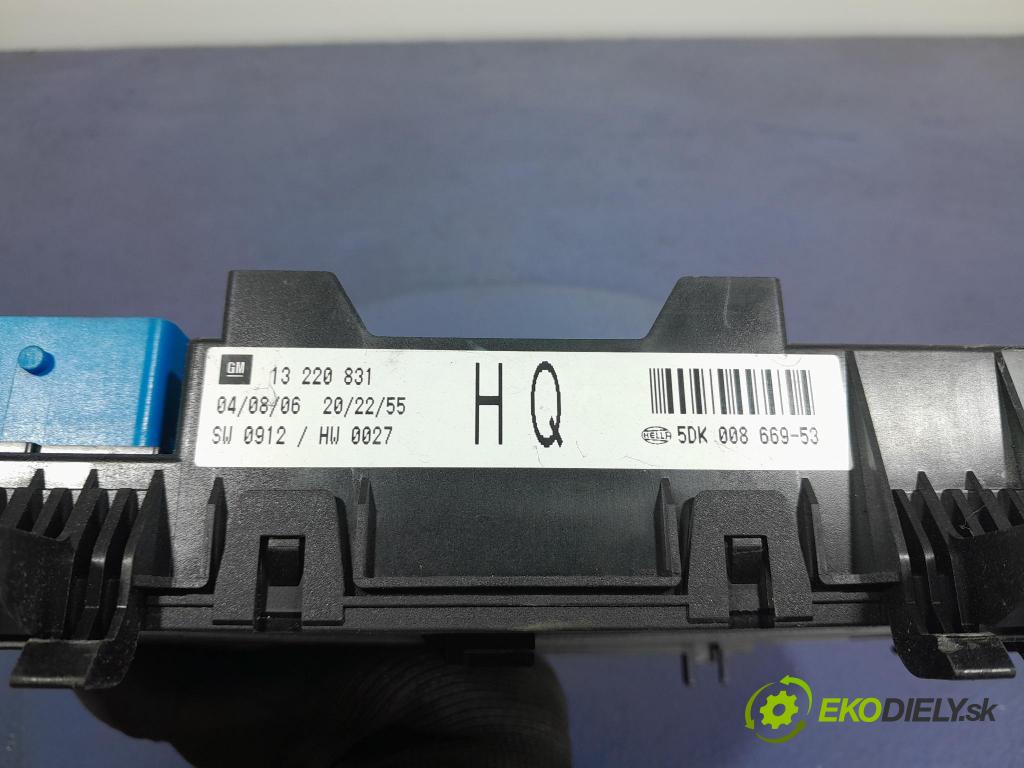 GM 13 220 831
04/08/06 20/22/55
SW 0912 / HW 0027
HQ
HELLA 5DK 008 669-53
EKODIELY.sk